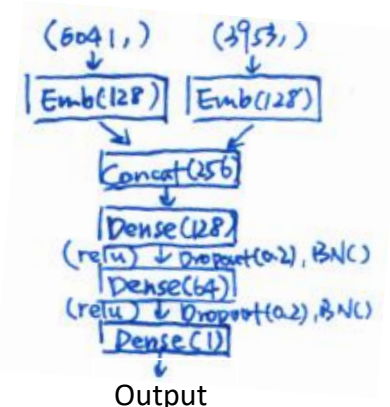 (6041,) (3953,)
Emb(128) Emb(128)
Concat(256)
Dense(128)
(relu) Dropout(0.2), BN()
Dense(64)
(relu) Dropout(0.2), BN()
Dense(1)
Output